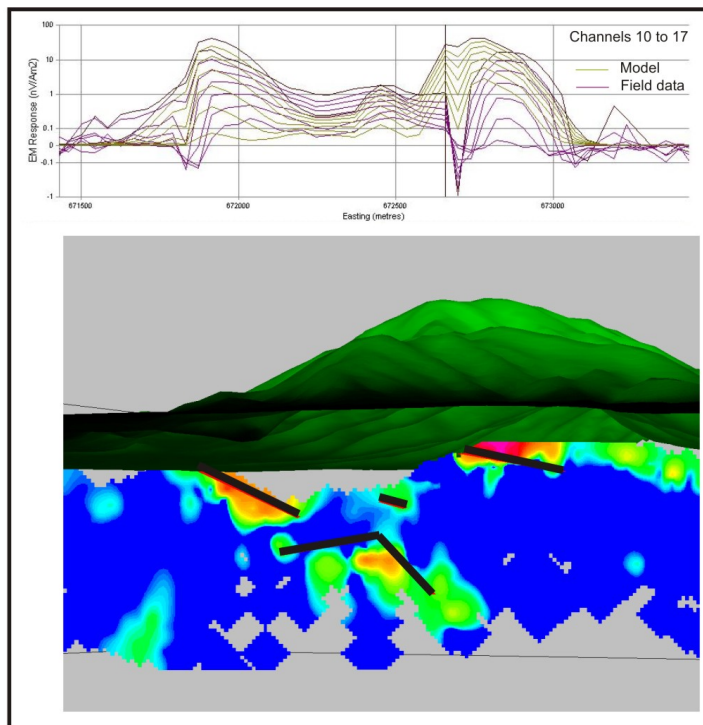 Channels 10 to 17
Model
Field data
EM Response (nV/Am2)
100
10
1
0.1
0
-0.1
-1
671500
672000
672500
673000
Easting (metres)